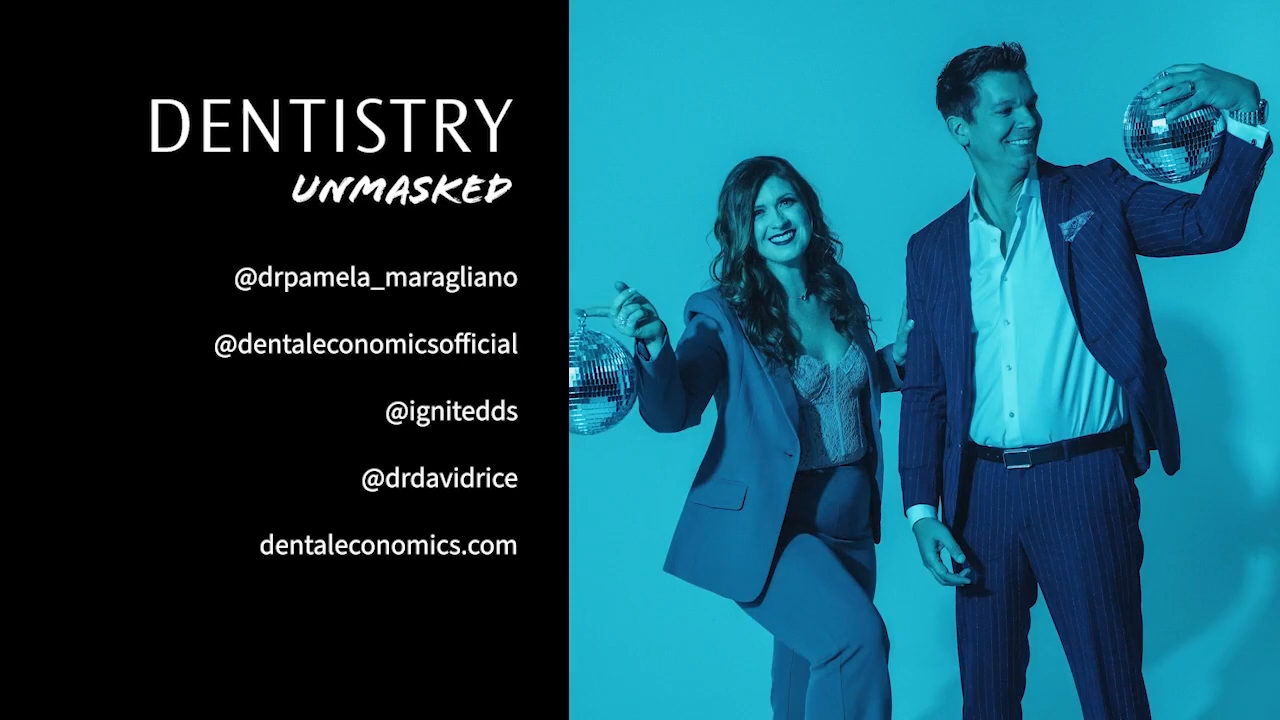 DENTISTRY
UNMASKED
@drpamela_maragliano
@dentaleconomicsofficial
@ignitedds
@drdavidrice
dentaleconomics.com